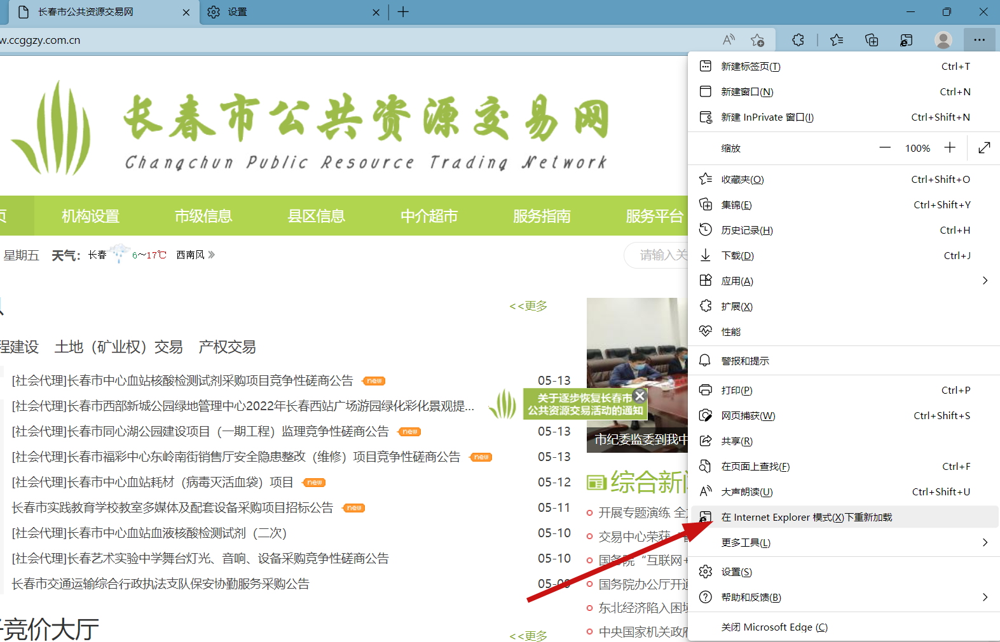 长春市公共资源交易网
设置
w.ccggzy.com.cn
长春市公共资源交易网
Changchun Public Resource Trading Network
页
机构设置
市级信息
县区信息
中介超市
服务指南
服务平台
星期五
天气：
长春
6～17℃
西南风
请输入关
<<更多
程建设
土地（矿业权）交易
产权交易
[社会代理]长春市中心血站核酸检测试剂采购项目竞争性磋商公告 new 05-13
[社会代理]长春市西部新城公园绿地管理中心2022年长春西站广场游园绿化彩化景观提...
[社会代理]长春市同心湖公园建设项目（一期工程）监理竞争性磋商公告 new 05-13
[社会代理]长春市福彩中心东岭南街销售厅安全隐患整改（维修）项目竞争性磋商公告 new 05-13
[社会代理]长春市中心血站耗材（病毒灭活血袋）项目 new 05-12
长春市实践教育学校教室多媒体及配套设备采购项目招标公告 new 05-11
[社会代理]长春市中心血站血液核酸检测试剂（二次） 05-10
[社会代理]长春艺术实验中学舞台灯光、音响、设备采购竞争性磋商公告 05-10
长春市交通运输综合行政执法支队保安协勤服务采购公告 05-09
竞价大厅
<<更多
关于逐步恢复长春市
公共资源交易活动的通知
市纪委监委到我中
综合新闻
开展专题演练 全
交易中心荣获
国务院“互联网+
国务院办公厅开通
东北经济陷入困境
中央国家机关政府
新建标签页(T) Ctrl+T
新建窗口(N) Ctrl+N
新建 InPrivate 窗口(I) Ctrl+Shift+N
缩放 — 100% +
收藏夹(O) Ctrl+Shift+O
集锦(E) Ctrl+Shift+Y
历史记录(H) Ctrl+H
下载(D) Ctrl+J
应用(A)
扩展(X)
性能
警报和提示
打印(P) Ctrl+P
网页捕获(W) Ctrl+Shift+S
共享(R)
在页面上查找(F) Ctrl+F
大声朗读(U) Ctrl+Shift+U
在 Internet Explorer 模式(X)下重新加载
更多工具(L)
设置(S)
帮助和反馈(B)
关闭 Microsoft Edge (C)